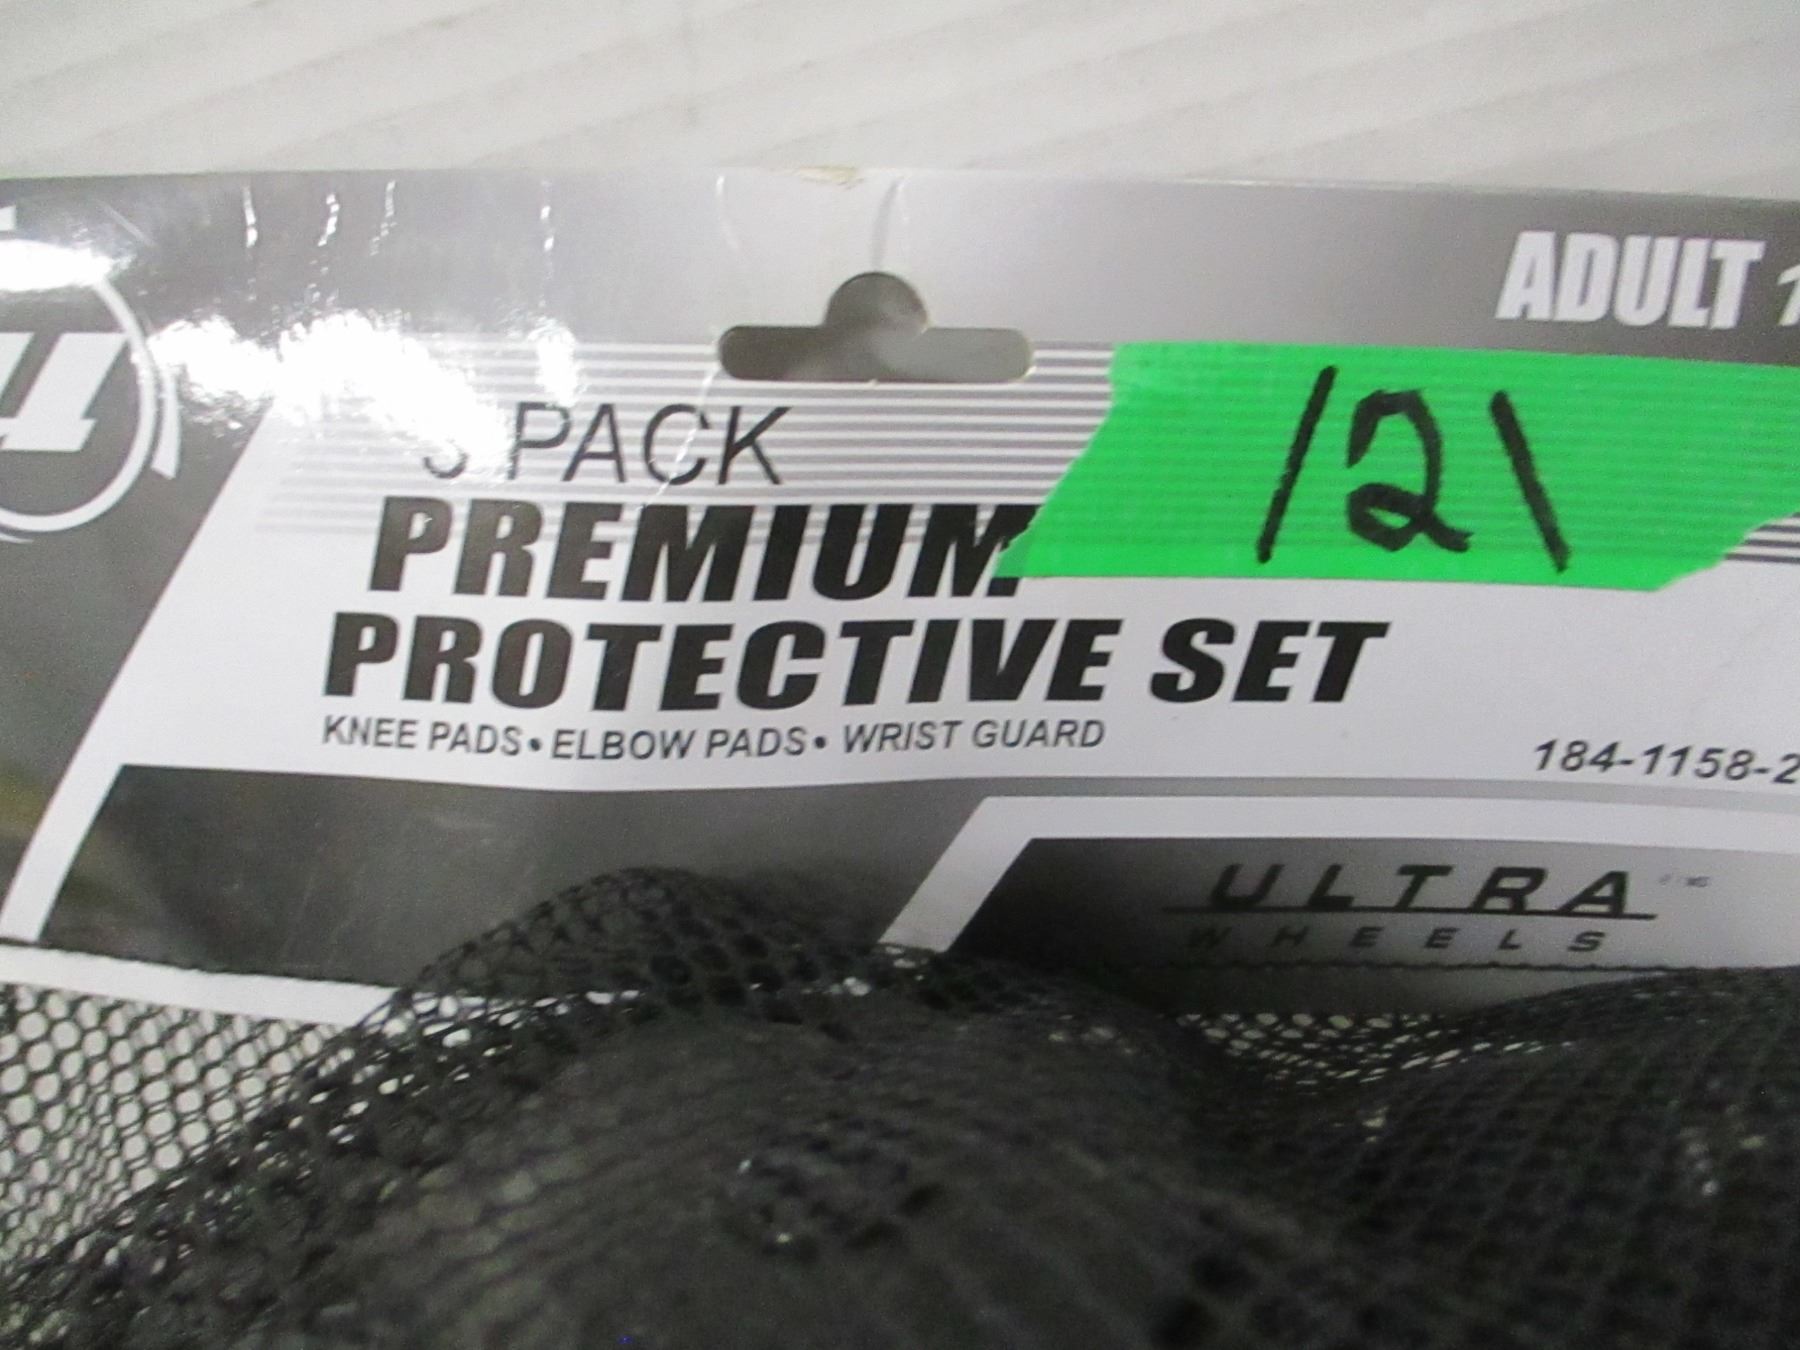 ADULT
121
PACK
PREMIUM
PROTECTIVE SET
KNEE PADS • ELBOW PADS • WRIST GUARD
184-1158-2
ULTRA
WHEELS